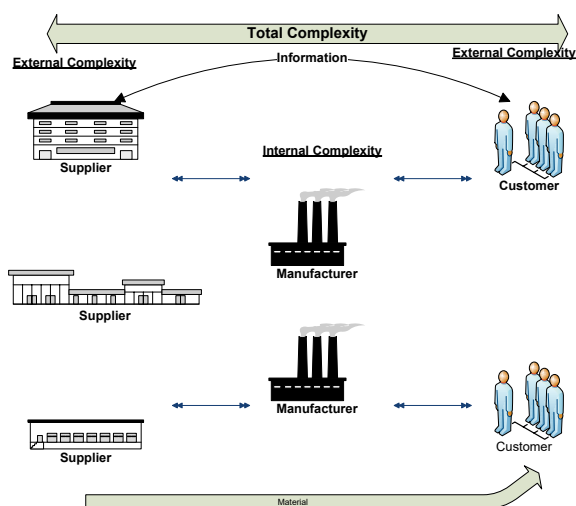 Total Complexity
External Complexity
External Complexity
Information
Supplier
Internal Complexity
Customer
Manufacturer
Supplier
Manufacturer
Customer
Supplier
Material